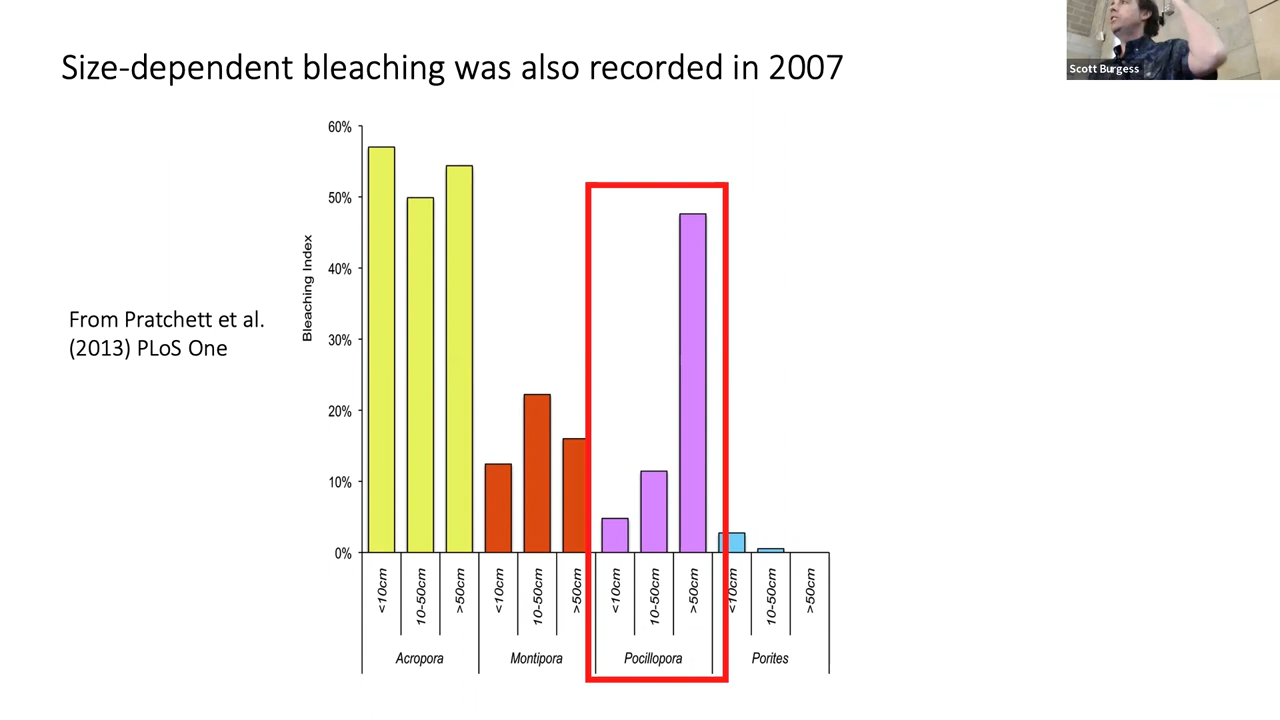 Size-dependent bleaching was also recorded in 2007
Scott Burgess
From Pratchett et al.
(2013) PLoS One
Bleaching Index
60%
50%
40%
30%
20%
10%
0%
<10cm
10-50cm
>50cm
<10cm
10-50cm
>50cm
<10cm
10-50cm
>50cm
<10cm
10-50cm
>50cm
Acropora
Montipora
Pocillopora
Porites